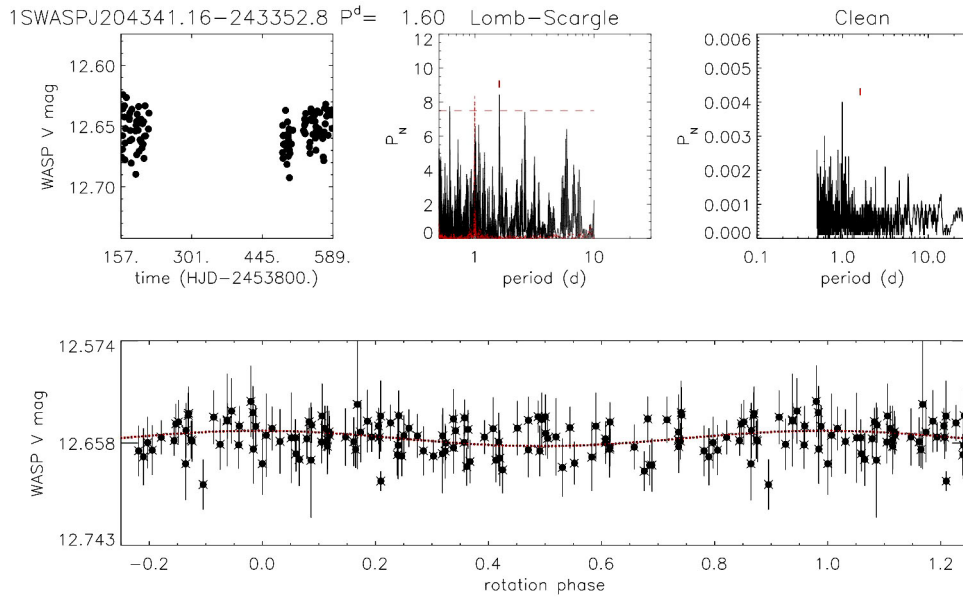 1SWASPJ204341.16−243352.8 P^d= 1.60 Lomb−Scargle Clean
WASP V mag
12.60
12.65
12.70
157. 301. 445. 589.
time (HJD−2453800.)
P_N
14
12
10
8
6
4
2
0
1 10
period (d)
P_N
0.006
0.005
0.004
0.003
0.002
0.001
0.000
0.1 1.0 10.0
period (d)
WASP V mag
12.574
12.658
12.743
−0.2 0.0 0.2 0.4 0.6 0.8 1.0 1.2
rotation phase